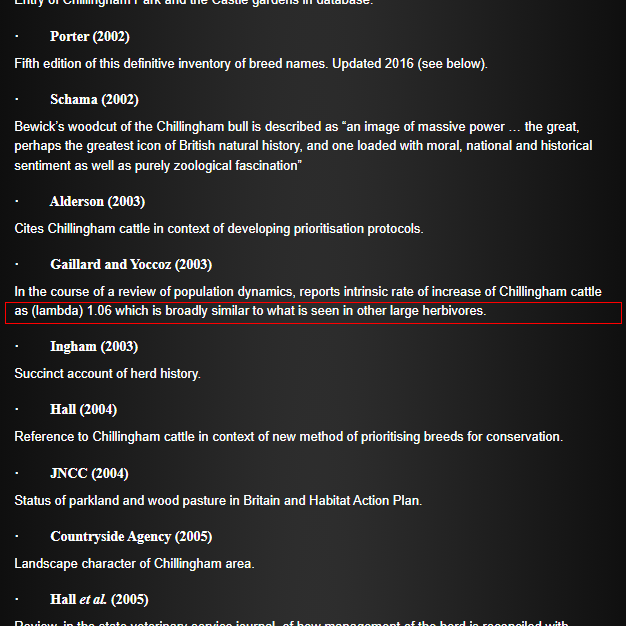 Entry of Chillingham Park and the Castle gardens in database.
· Porter (2002)
Fifth edition of this definitive inventory of breed names. Updated 2016 (see below).
· Schama (2002)
Bewick’s woodcut of the Chillingham bull is described as “an image of massive power … the great,
perhaps the greatest icon of British natural history, and one loaded with moral, national and historical
sentiment as well as purely zoological fascination”
· Alderson (2003)
Cites Chillingham cattle in context of developing prioritisation protocols.
· Gaillard and Yoccoz (2003)
In the course of a review of population dynamics, reports intrinsic rate of increase of Chillingham cattle
as (lambda) 1.06 which is broadly similar to what is seen in other large herbivores.
· Ingham (2003)
Succinct account of herd history.
· Hall (2004)
Reference to Chillingham cattle in context of new method of prioritising breeds for conservation.
· JNCC (2004)
Status of parkland and wood pasture in Britain and Habitat Action Plan.
· Countryside Agency (2005)
Landscape character of Chillingham area.
· Hall et al. (2005)
Review, in the state veterinary service journal, of how management of the herd is reconciled with